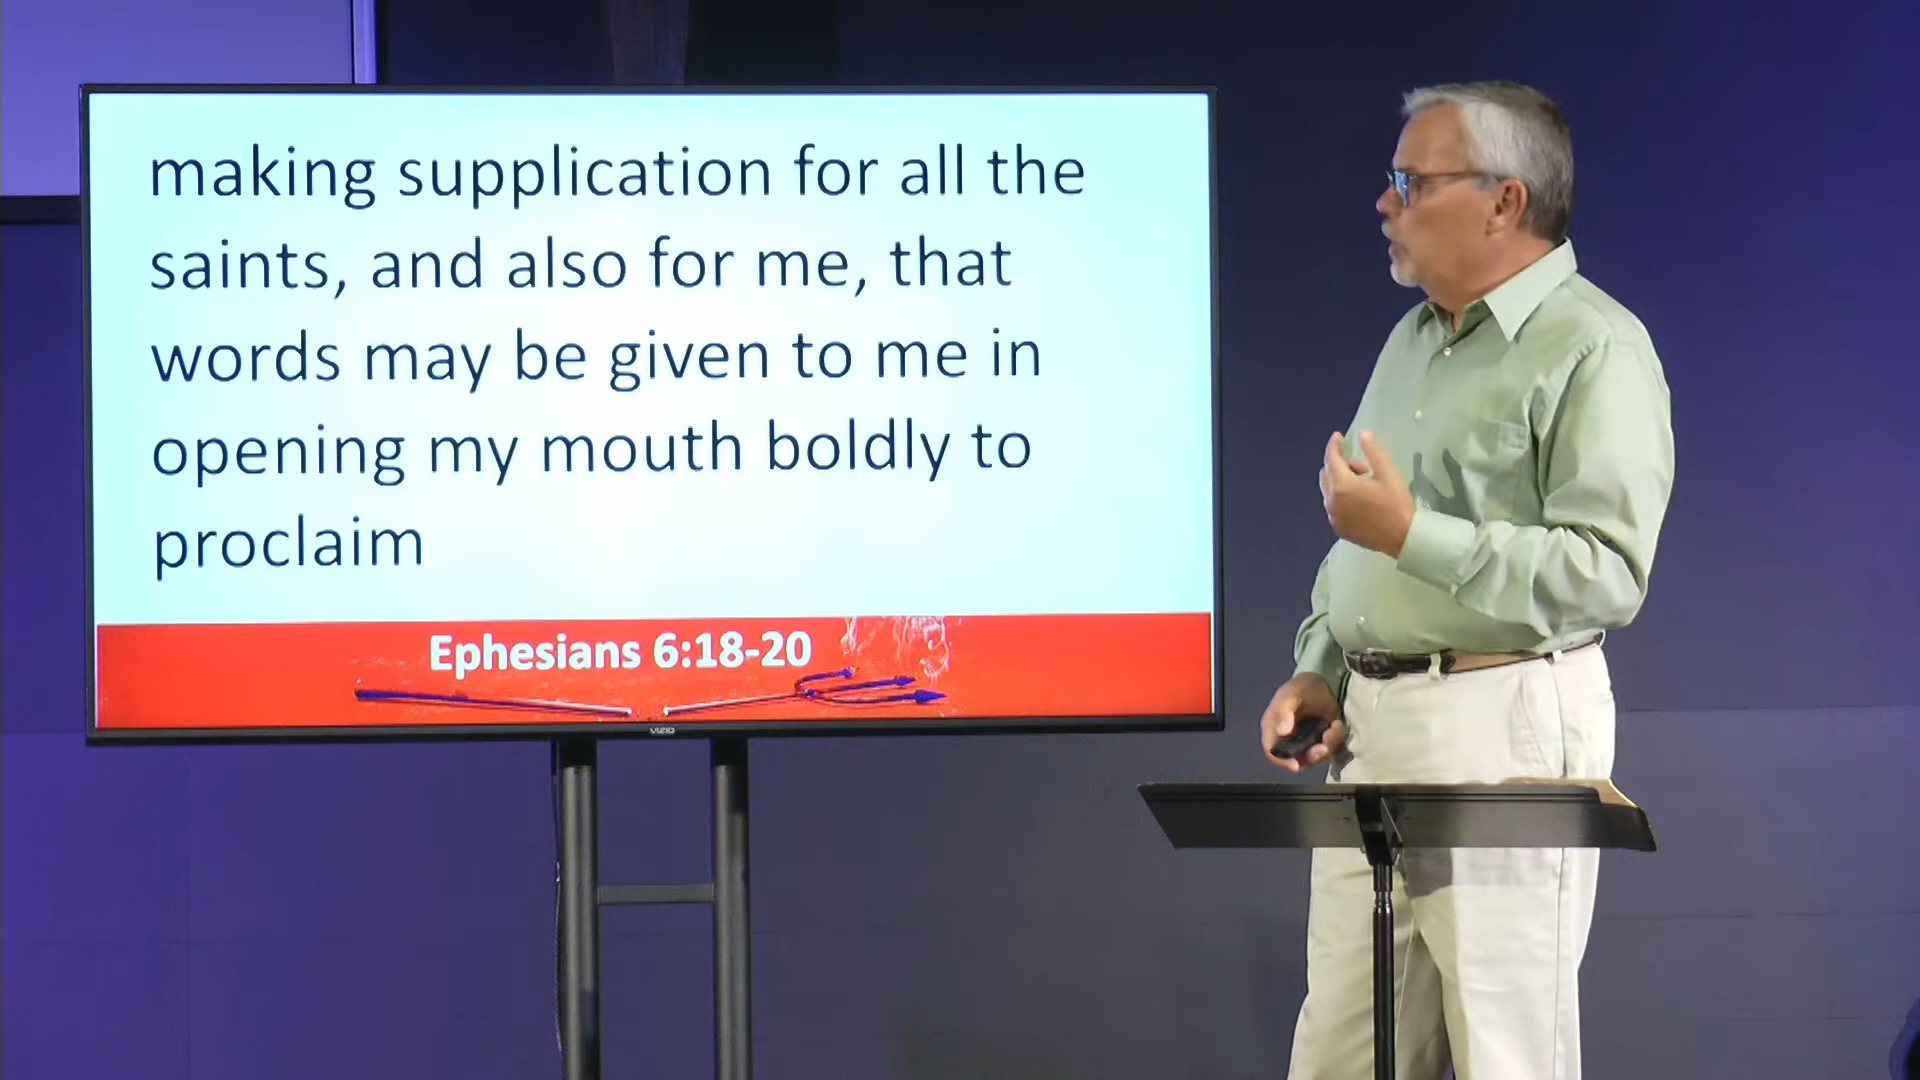 making supplication for all the
saints, and also for me, that
words may be given to me in
opening my mouth boldly to
proclaim
Ephesians 6:18-20
VIZIO